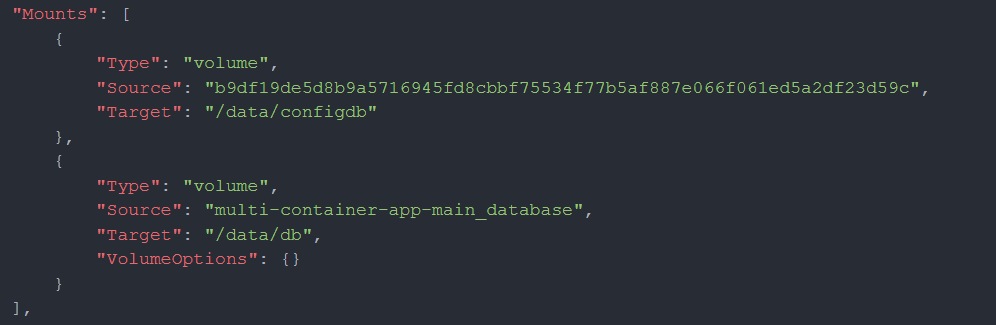 "Mounts": [
{
"Type": "volume",
"Source": "b9df19de5d8b9a5716945fd8cbbf75534f77b5af887e066f061ed5a2df23d59c",
"Target": "/data/configdb"
},
{
"Type": "volume",
"Source": "multi-container-app-main_database",
"Target": "/data/db",
"VolumeOptions": {}
}
],